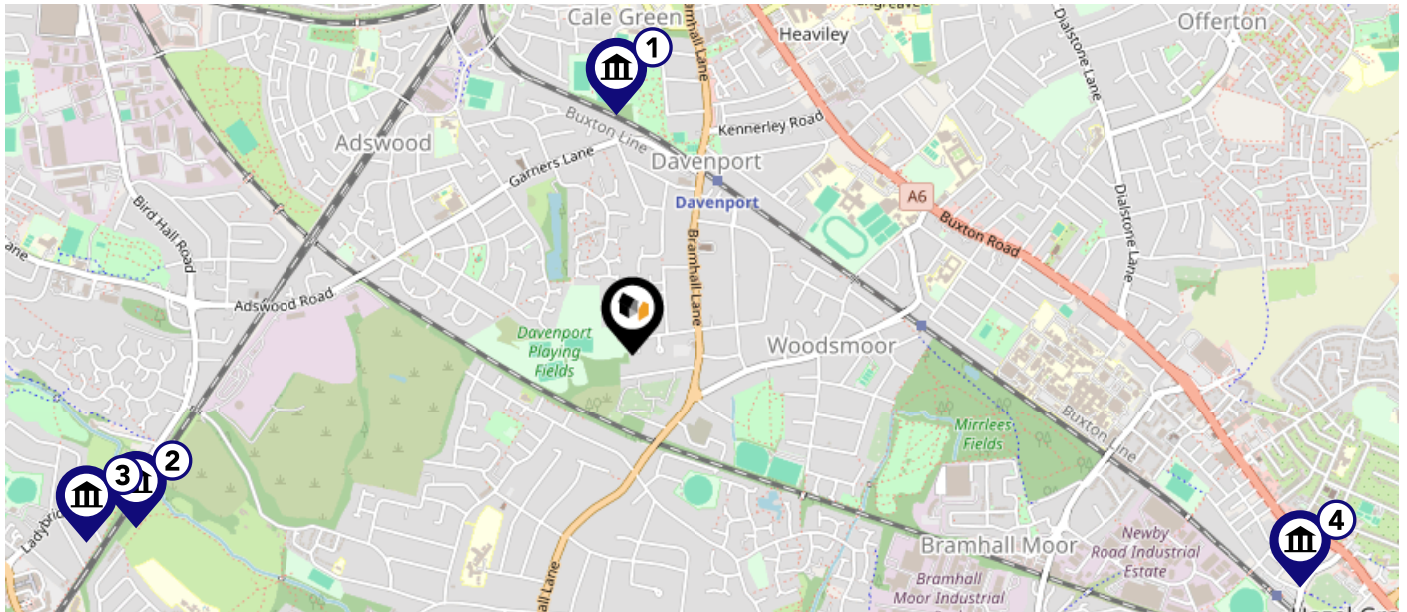 Cale Green
Bramhall Lane
Heaviley
Dialstone Lane
Offerton
1
Buxton Line
Kennerley Road
Adswood
Garners Lane
Davenport
Davenport
A6
Buxton Road
Dialstone Lane
Bird Hall Road
Lane
Adswood Road
Bramhall Lane
Davenport
Playing
Fields
Woodsmoor
Mirrlees
Fields
Buxton Line
3
2
4
Bramhall Moor
Newby
Road Industrial
Estate
Bramhall
Moor Industrial